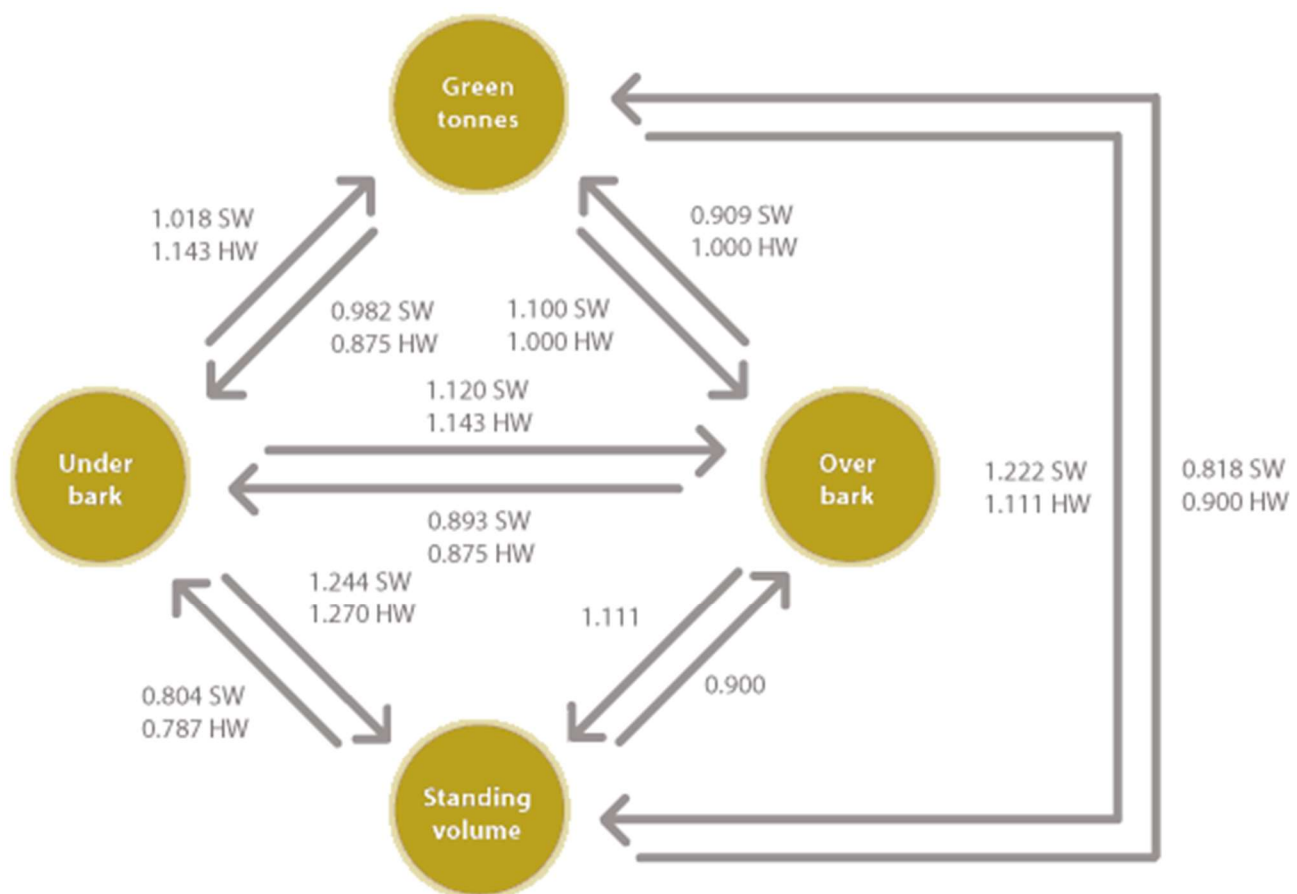 Green
tonnes
1.018 SW
1.143 HW
0.909 SW
1.000 HW
0.982 SW
0.875 HW
1.100 SW
1.000 HW
1.120 SW
1.143 HW
Under
bark
Over
bark
1.222 SW
1.111 HW
0.818 SW
0.900 HW
0.893 SW
0.875 HW
1.244 SW
1.270 HW
1.111
0.804 SW
0.787 HW
0.900
Standing
volume